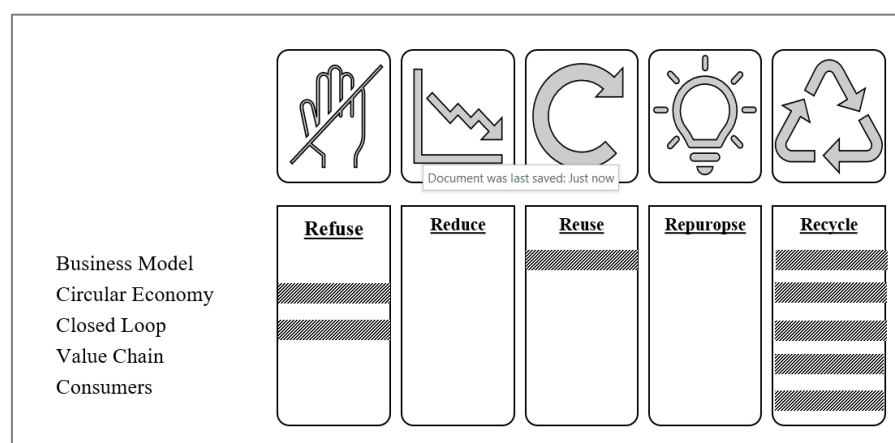 Document was last saved: Just now
Refuse
Reduce
Reuse
Repuropse
Recycle
Business Model
Circular Economy
Closed Loop
Value Chain
Consumers